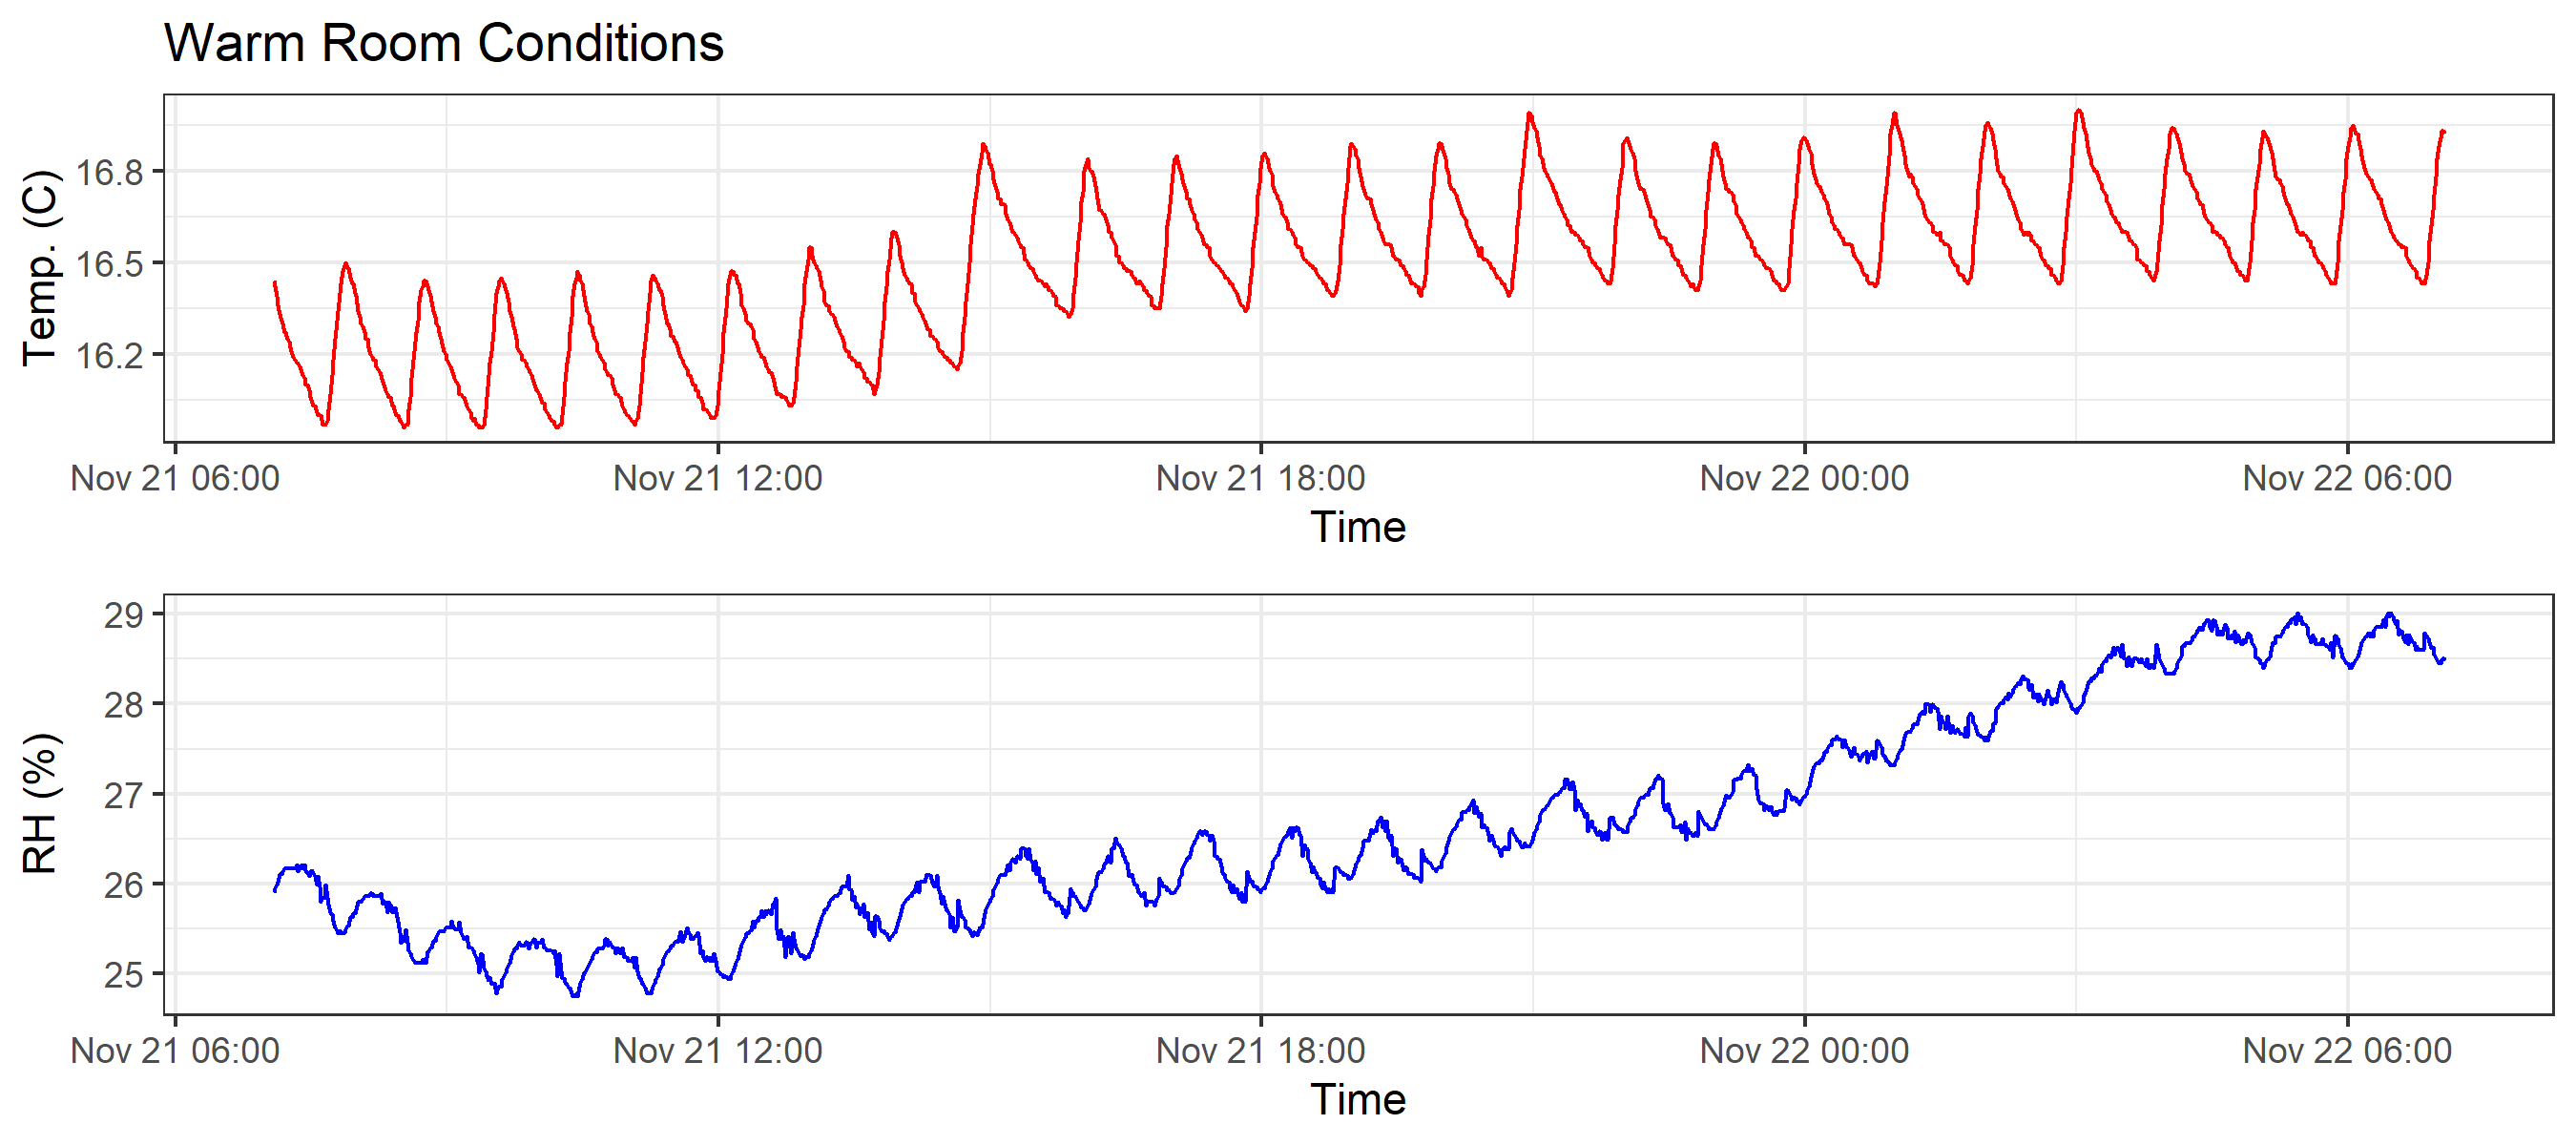 Warm Room Conditions
Temp. (C)
16.8
16.5
16.2
Nov 21 06:00 Nov 21 12:00 Nov 21 18:00 Nov 22 00:00 Nov 22 06:00
Time
RH (%)
29
28
27
26
25
Nov 21 06:00 Nov 21 12:00 Nov 21 18:00 Nov 22 00:00 Nov 22 06:00
Time